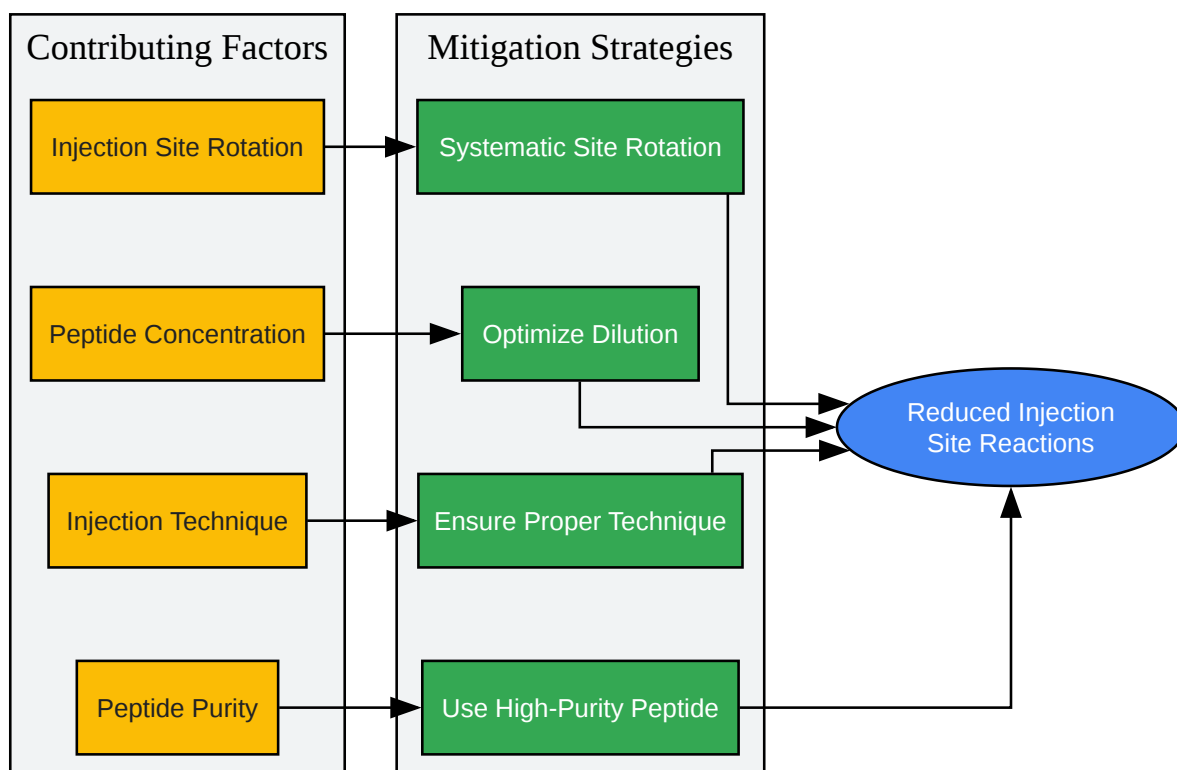 Contributing Factors
Mitigation Strategies
Injection Site Rotation
Systematic Site Rotation
Peptide Concentration
Optimize Dilution
Reduced Injection
Site Reactions
Injection Technique
Ensure Proper Technique
Peptide Purity
Use High-Purity Peptide